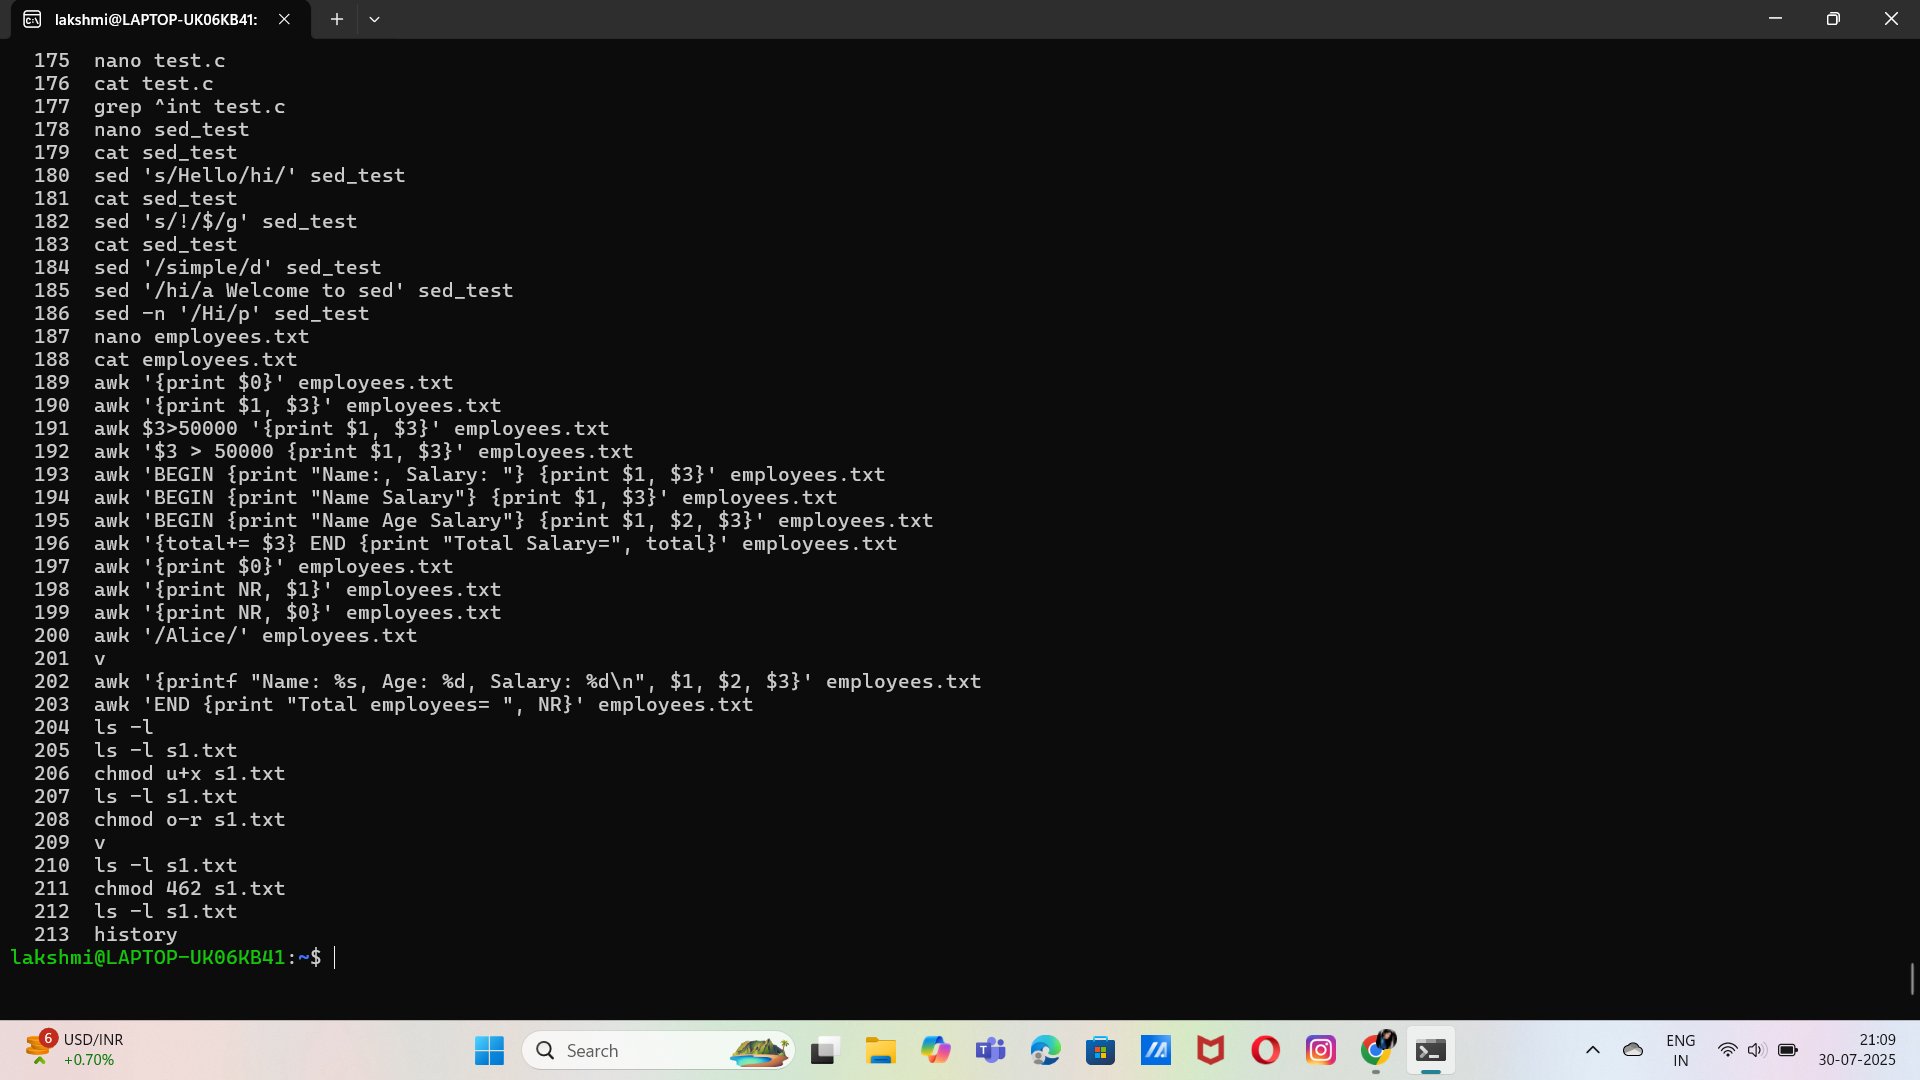 lakshmi@LAPTOP-UK06KB41:
175 nano test.c
176 cat test.c
177 grep ^int test.c
178 nano sed_test
179 cat sed_test
180 sed 's/Hello/hi/' sed_test
181 cat sed_test
182 sed 's/!/$/g' sed_test
183 cat sed_test
184 sed '/simple/d' sed_test
185 sed '/hi/a Welcome to sed' sed_test
186 sed -n '/Hi/p' sed_test
187 nano employees.txt
188 cat employees.txt
189 awk '{print $0}' employees.txt
190 awk '{print $1, $3}' employees.txt
191 awk $3>50000 '{print $1, $3}' employees.txt
192 awk '$3 > 50000 {print $1, $3}' employees.txt
193 awk 'BEGIN {print "Name:, Salary: "} {print $1, $3}' employees.txt
194 awk 'BEGIN {print "Name Salary"} {print $1, $3}' employees.txt
195 awk 'BEGIN {print "Name Age Salary"} {print $1, $2, $3}' employees.txt
196 awk '{total+= $3} END {print "Total Salary=", total}' employees.txt
197 awk '{print $0}' employees.txt
198 awk '{print NR, $1}' employees.txt
199 awk '{print NR, $0}' employees.txt
200 awk '/Alice/' employees.txt
201 v
202 awk '{printf "Name: %s, Age: %d, Salary: %d\n", $1, $2, $3}' employees.txt
203 awk 'END {print "Total employees= ", NR}' employees.txt
204 ls -l
205 ls -l s1.txt
206 chmod u+x s1.txt
207 ls -l s1.txt
208 chmod o-r s1.txt
209 v
210 ls -l s1.txt
211 chmod 462 s1.txt
212 ls -l s1.txt
213 history
lakshmi@LAPTOP-UK06KB41:~$
6
USD/INR
+0.70%
Search
ENG
IN
21:09
30-07-2025